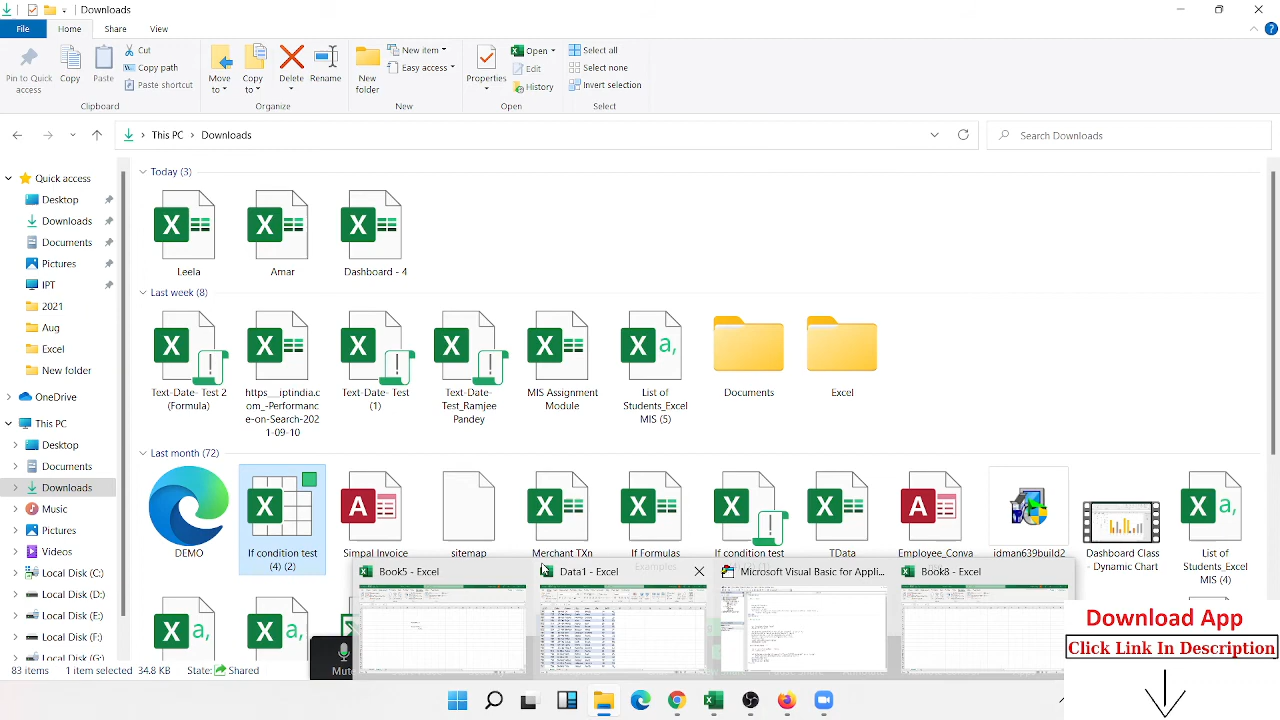 Downloads
File Home Share View
Pin to Quick access
Copy
Paste
Cut
Copy path
Paste shortcut
Clipboard
Move to
Copy to
Delete
Rename
Organize
New folder
New item
Easy access
New
Properties
Open
Edit
History
Open
Select all
Select none
Invert selection
Select
This PC > Downloads
Search Downloads
Quick access
Desktop
Downloads
Documents
Pictures
IPT
2021
Aug
Excel
New folder
OneDrive
This PC
Desktop
Documents
Downloads
Music
Pictures
Videos
Local Disk (C:)
Local Disk (D:)
Local Disk (E:)
Local Disk (F:)
Today (3)
Leela
Amar
Dashboard - 4
Last week (8)
Text-Date- Test 2 (Formula)
https___iptindia.com_-Performance-on-Search-2021-09-10
Text-Date- Test (1)
Text-Date- Test_Ramjee Pandey
MIS Assignment Module
List of Students_Excel MIS (5)
Documents
Excel
Last month (72)
DEMO
If condition test (4) (2)
Simpal Invoice
sitemap
Merchant TXn
If Formulas Examples
If condition test
TData
Employee_Conva
idman639build2
Dashboard Class - Dynamic Chart
List of Students_Excel MIS (4)
Book5 - Excel
Data1 - Excel
Microsoft Visual Basic for Appli...
Book8 - Excel
83 items
1 item selected 34.8 KB
State: Shared
Mute
Download App
Click Link In Description